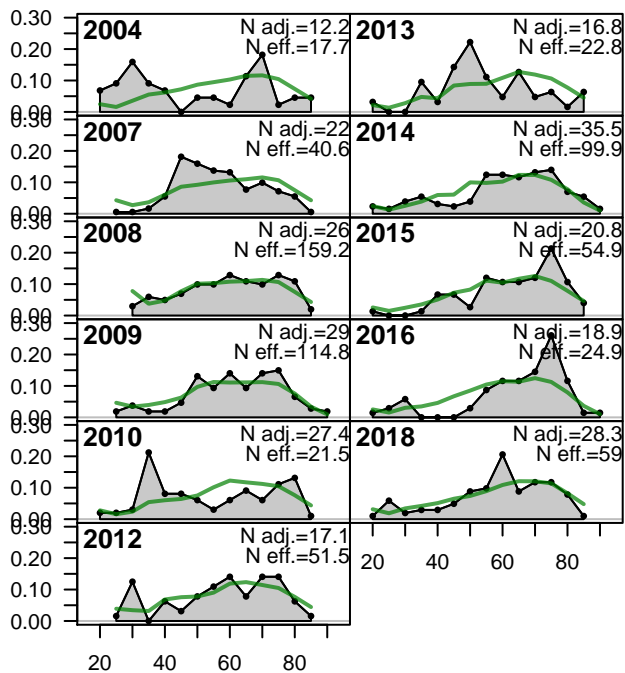 0.30
0.20
0.10
0.00
2004
N adj.=12.2
N eff.=17.7
2013
N adj.=16.8
N eff.=22.8
0.30
0.20
0.10
0.00
2007
N adj.=22
N eff.=40.6
2014
N adj.=35.5
N eff.=99.9
0.30
0.20
0.10
0.00
2008
N adj.=26
N eff.=159.2
2015
N adj.=20.8
N eff.=54.9
0.30
0.20
0.10
0.00
2009
N adj.=29
N eff.=114.8
2016
N adj.=18.9
N eff.=24.9
0.30
0.20
0.10
0.00
2010
N adj.=27.4
N eff.=21.5
2018
N adj.=28.3
N eff.=59
0.30
0.20
0.10
0.00
2012
N adj.=17.1
N eff.=51.5
20 40 60 80
20 40 60 80